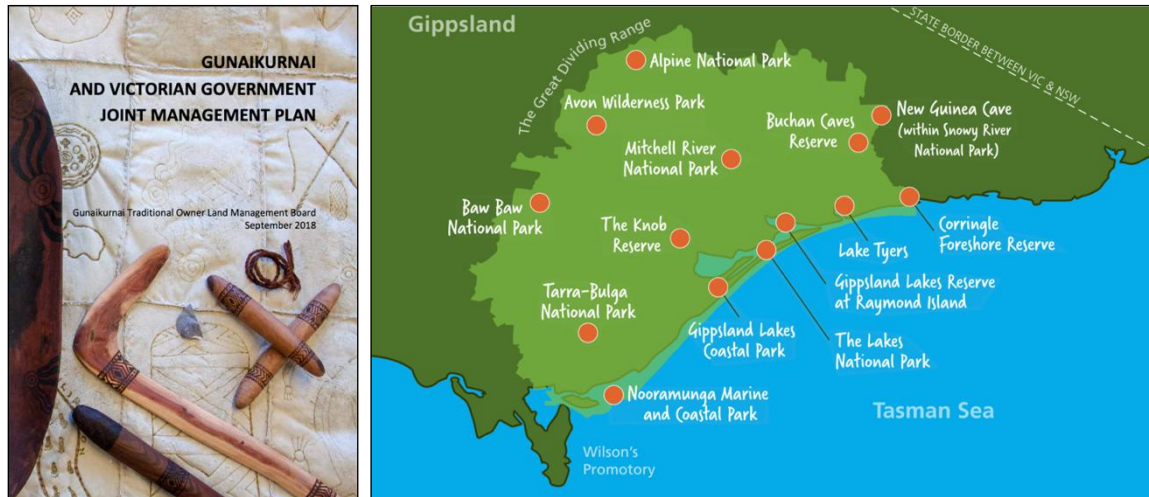 GUNAIKURNAI
AND VICTORIAN GOVERNMENT
JOINT MANAGEMENT PLAN
Gunaikurnai Traditional Owner Land Management Board
September 2018
Gippsland
The Great Dividing Range
STATE BORDER BETWEEN VIC & NSW
Alpine National Park
Avon Wilderness Park
New Guinea Cave
(within Snowy River
National Park)
Buchan Caves
Reserve
Mitchell River
National Park
Baw Baw
National Park
The Knob
Reserve
Lake Tyers
Corringle
Foreshore Reserve
Gippsland Lakes Reserve
at Raymond Island
Tarra-Bulga
National Park
Gippsland Lakes
Coastal Park
The Lakes
National Park
Nooramunga Marine
and Coastal Park
Tasman Sea
Wilson's
Promotory